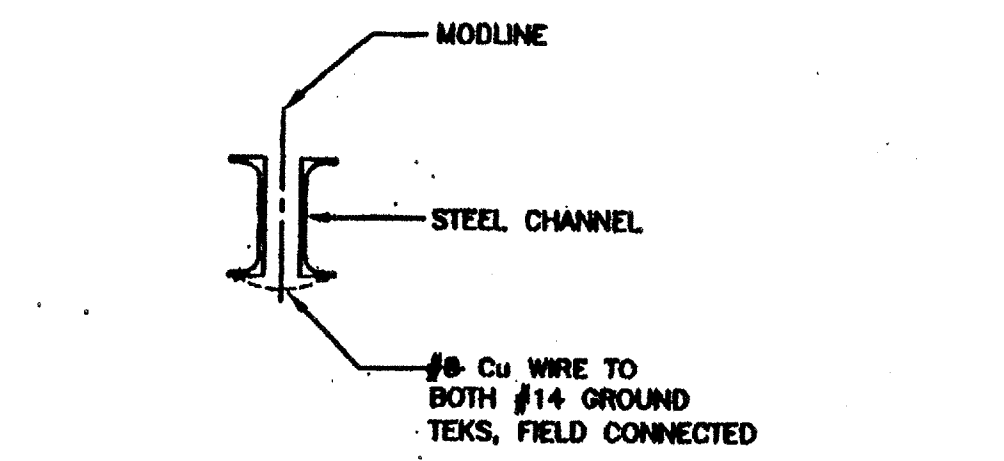 MODLINE
STEEL CHANNEL
#8 Cu WIRE TO
BOTH #14 GROUND
TEKS, FIELD CONNECTED